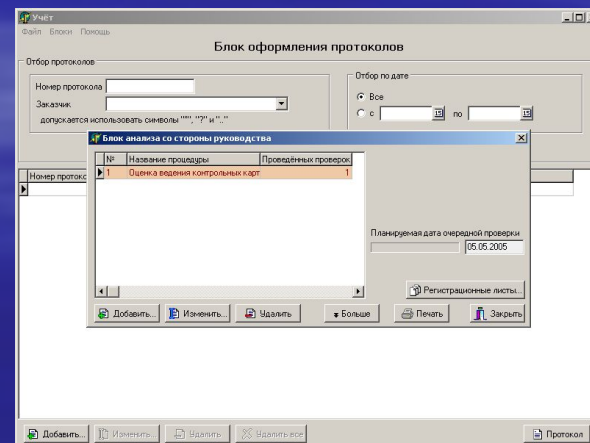 Учёт
Файл Блоки Помощь
Блок оформления протоколов
Отбор протоколов
Номер протокола
Заказчик
допускается использовать символы "*", "?" и ".."
Отбор по дате
Все
с 15 по 15
Блок анализа со стороны руководства
№ Название процедуры Проведённых проверок
1 Оценка ведения контрольных карт 1
Планируемая дата очередной проверки
05.05.2005
Регистрационные листы...
Добавить... Изменить... Удалить Больше Печать Закрыть
Номер протоко
Добавить... Изменить... Удалить Удалить все Протокол